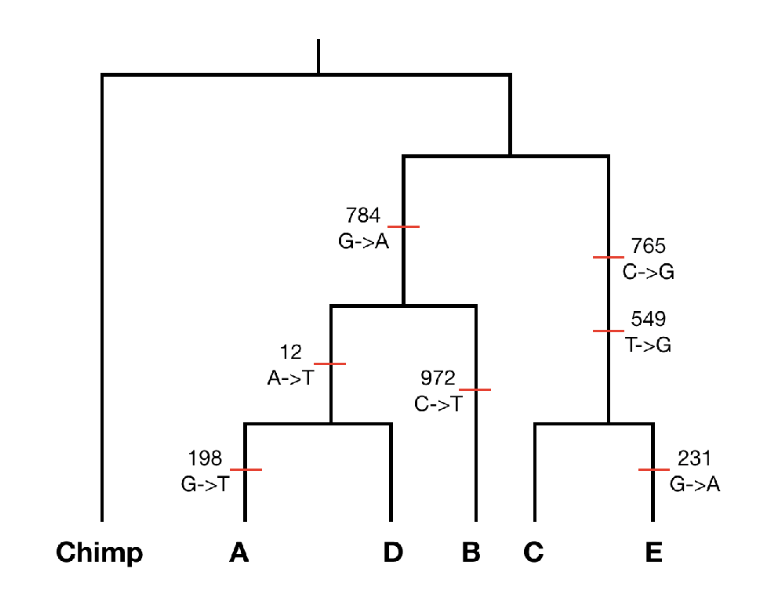 784
G->A
765
C->G
549
T->G
12
A->T
972
C->T
198
G->T
231
G->A
Chimp A D B C E